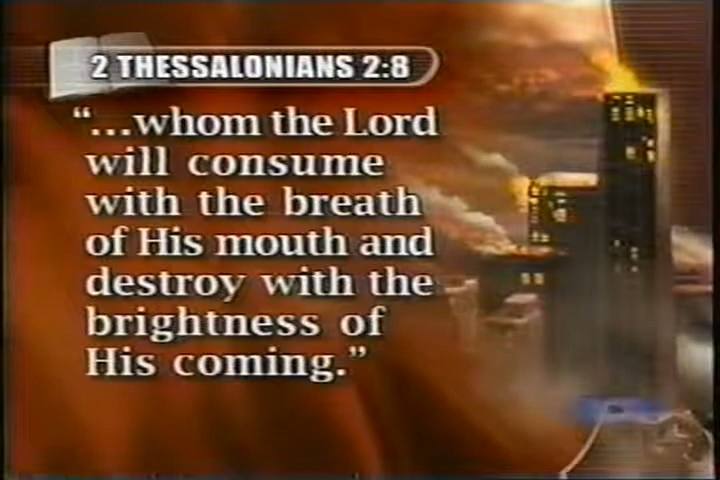 2 THESSALONIANS 2:8
“...whom the Lord
will consume
with the breath
of His mouth and
destroy with the
brightness of
His coming.”